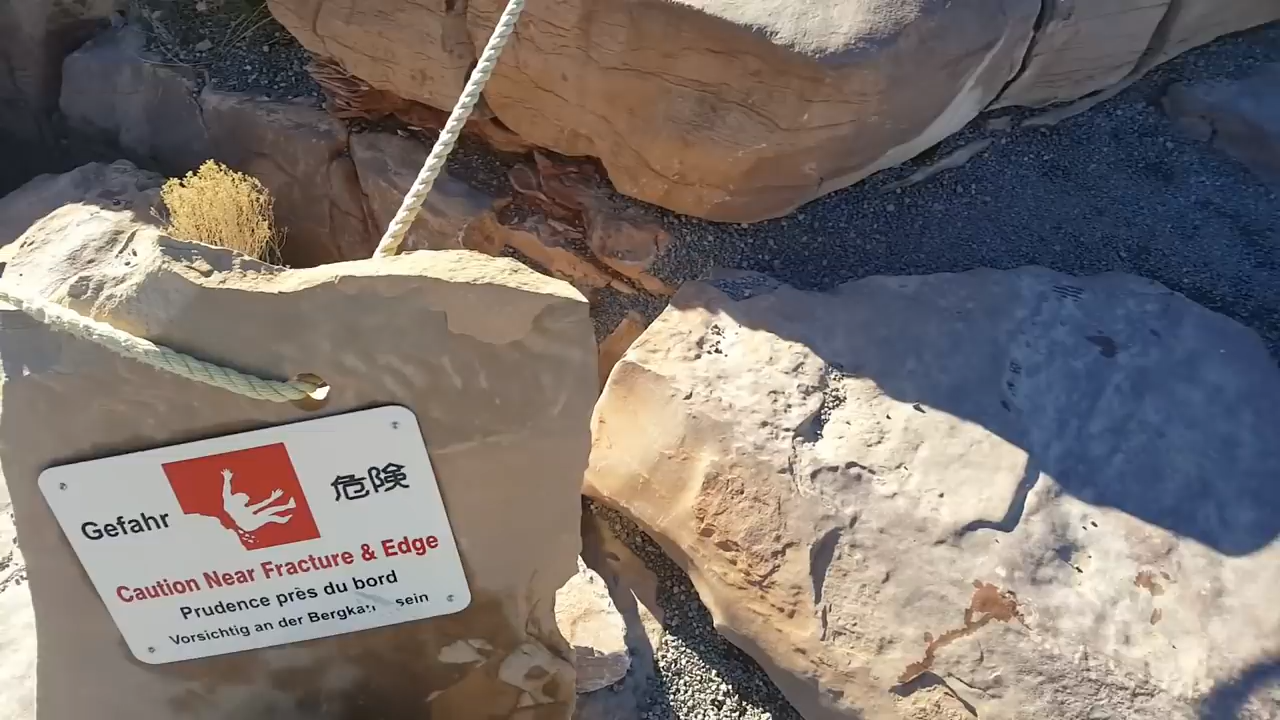 Gefahr
危険
Caution Near Fracture & Edge
Prudence près du bord
Vorsichtig an der sein